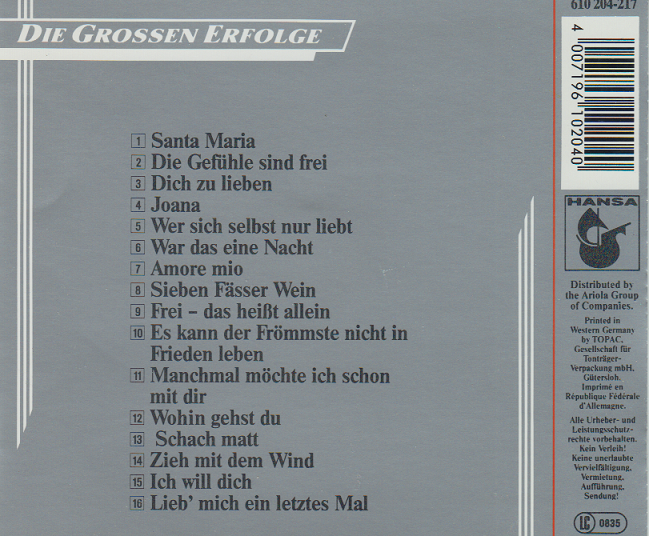 DIE GROSSEN ERFOLGE
1 Santa Maria
2 Die Gefühle sind frei
3 Dich zu lieben
4 Joana
5 Wer sich selbst nur liebt
6 War das eine Nacht
7 Amore mio
8 Sieben Fässer Wein
9 Frei – das heißt allein
10 Es kann der Frömmste nicht in
Frieden leben
11 Manchmal möchte ich schon
mit dir
12 Wohin gehst du
13 Schach matt
14 Zieh mit dem Wind
15 Ich will dich
16 Lieb' mich ein letztes Mal
610 204-217
4 007196 102040
HANSA
Distributed by
the Ariola Group
of Companies.
Printed in
Western Germany
by TOPAC,
Gesellschaft für
Tonträger-
Verpackung mbH,
Gütersloh.
Imprimé en
République Fédérale
d'Allemagne.
Alle Urheber- und
Leistungsschutz-
rechte vorbehalten.
Kein Verleih!
Keine unerlaubte
Vervielfältigung,
Vermietung,
Aufführung,
Sendung!
LC 0835